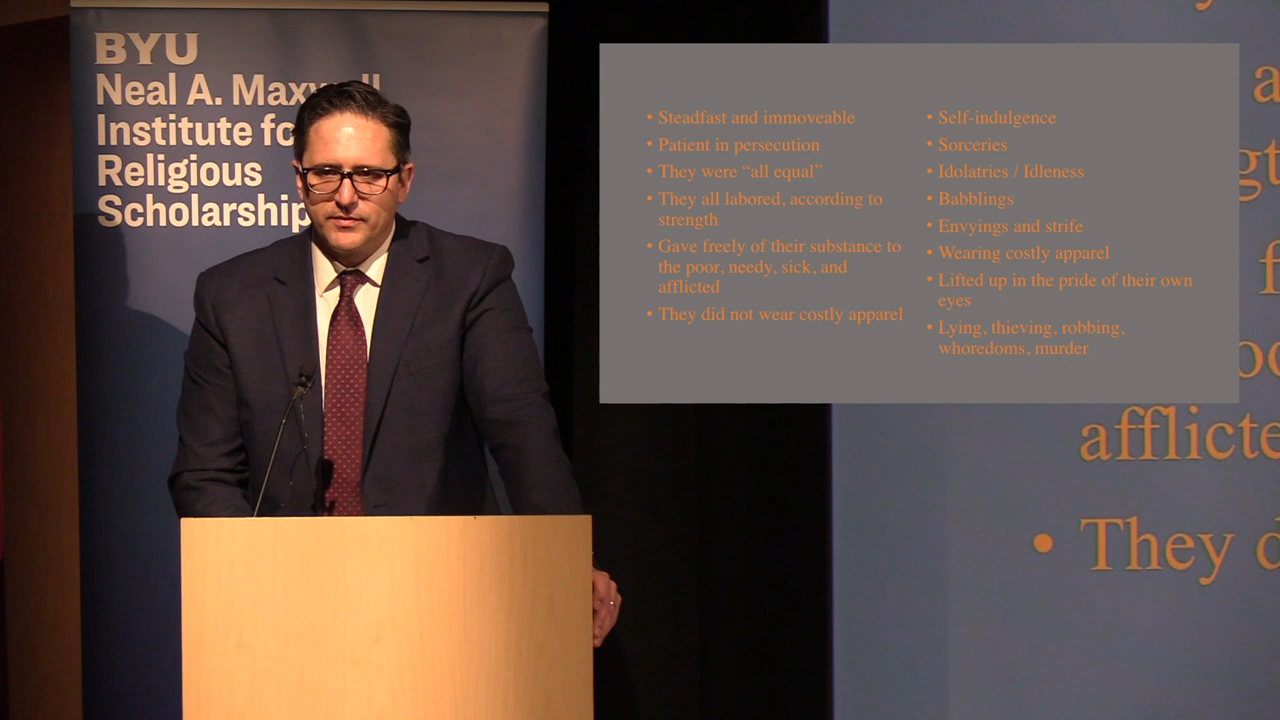 BYU
Neal A. Maxwell
Institute for
Religious
Scholarship
• Steadfast and immoveable
• Patient in persecution
• They were “all equal”
• They all labored, according to
strength
• Gave freely of their substance to
the poor, needy, sick, and
afflicted
• They did not wear costly apparel
• Self-indulgence
• Sorceries
• Idolatries / Idleness
• Babblings
• Envyings and strife
• Wearing costly apparel
• Lifted up in the pride of their own
eyes
• Lying, thieving, robbing,
whoredoms, murder
afflicte
• They d